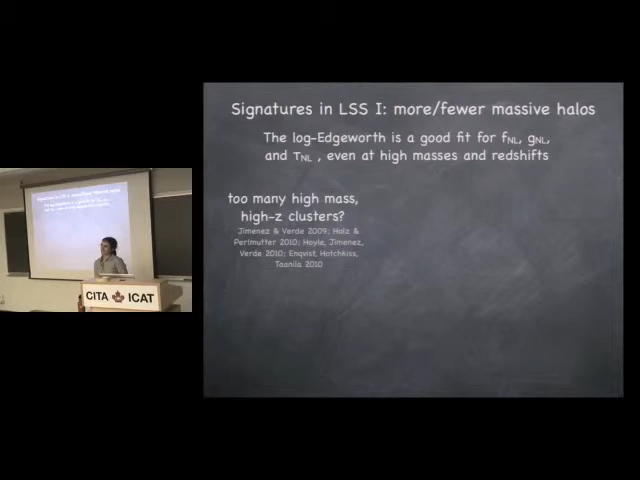 Signatures in LSS I: more/fewer massive halos
The log-Edgeworth is a good fit for fNL, gNL,
and τNL , even at high masses and redshifts
too many high mass,
high-z clusters?
Jimenez & Verde 2009; Holz &
Perlmutter 2010; Hoyle, Jimenez,
Verde 2010; Enqvist, Hotchkiss,
Taanila 2010
CITA ICAT